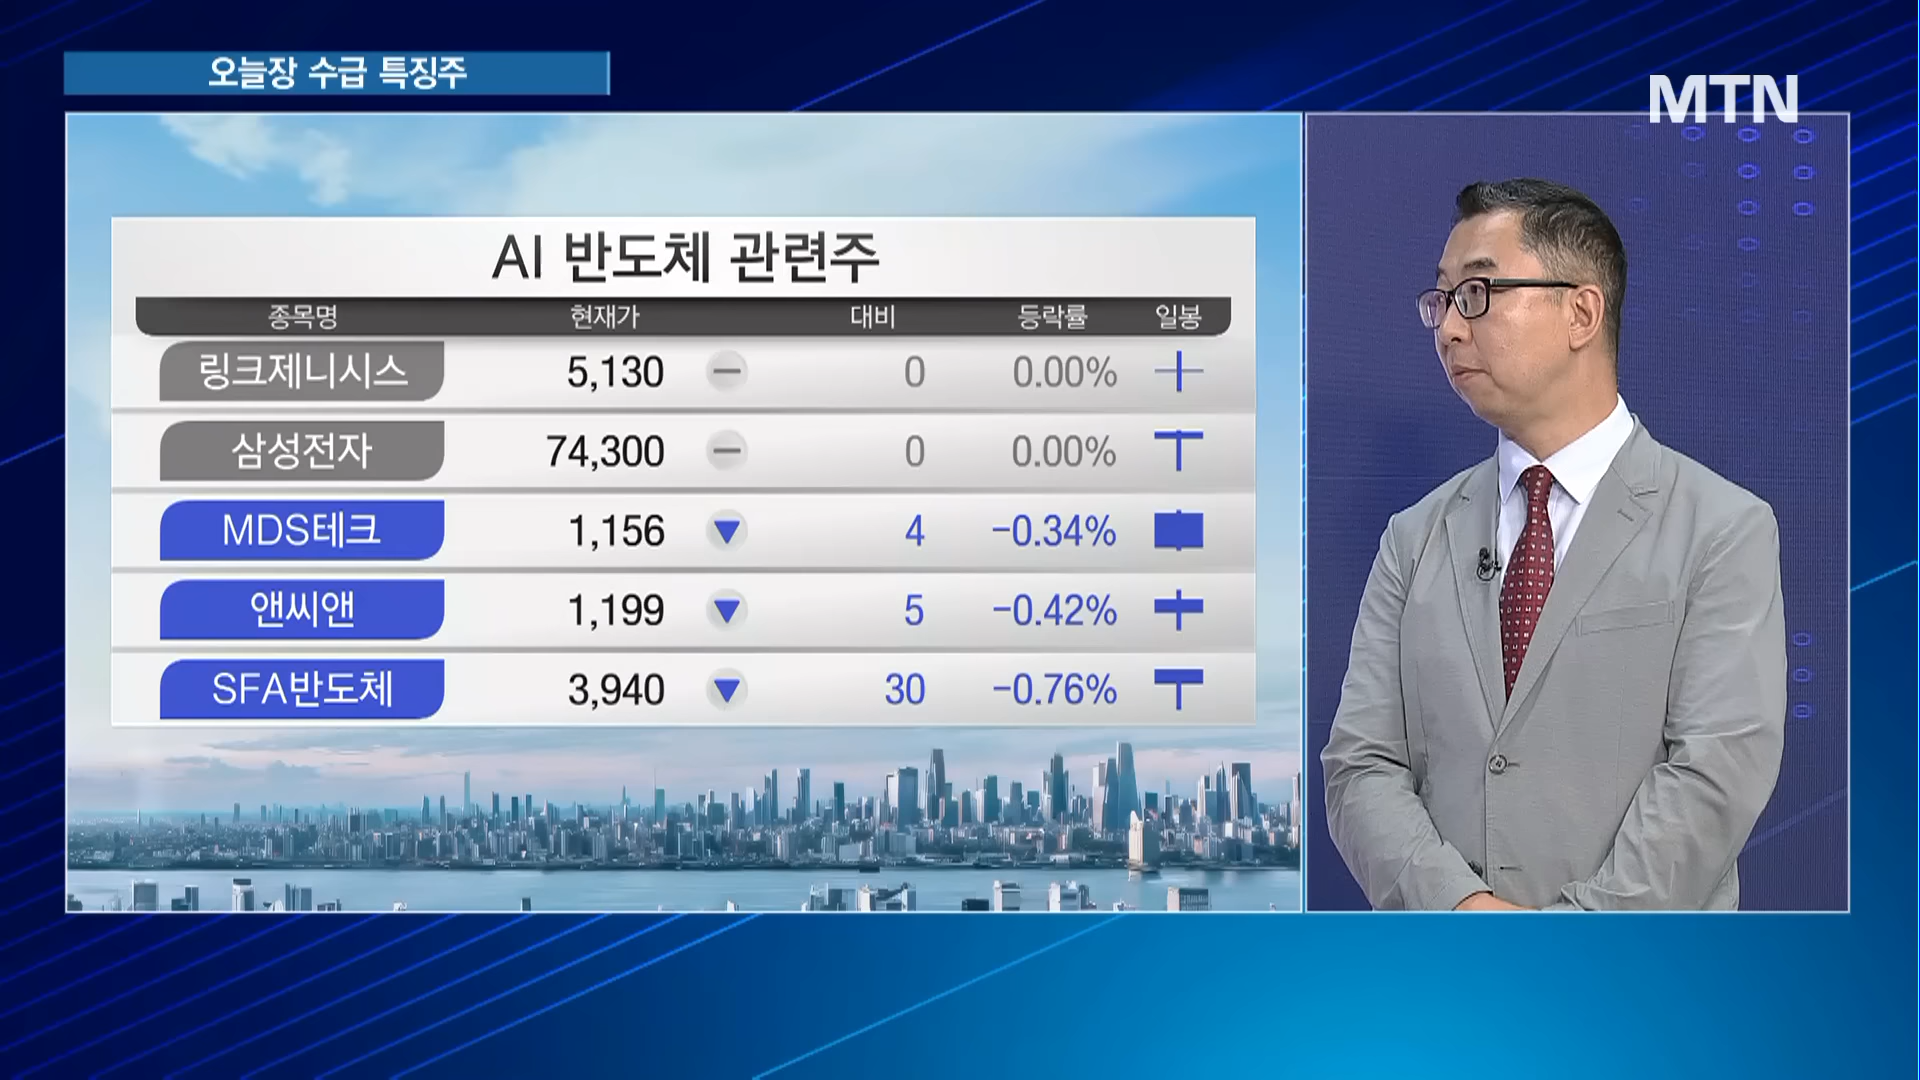 오늘장 수급 특징주
MTN
AI 반도체 관련주
종목명 현재가 대비 등락률 일봉
링크제니시스 5,130 0 0.00%
삼성전자 74,300 0 0.00%
MDS테크 1,156 ▼ 4 -0.34%
앤씨앤 1,199 ▼ 5 -0.42%
SFA반도체 3,940 ▼ 30 -0.76%